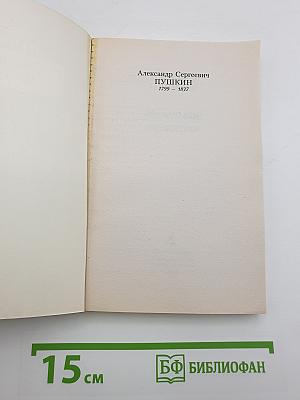 Александр Сергеевич
ПУШКИН
1799 — 1837
15 см
БФ БИБЛИОФАН